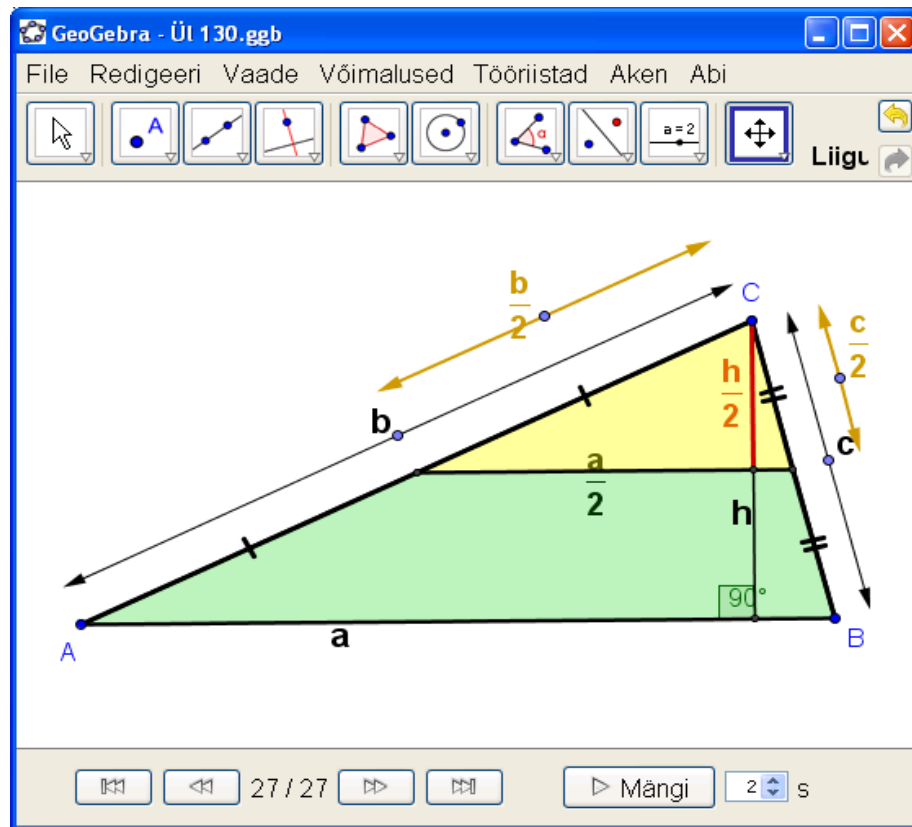 GeoGebra - Ül 130.ggb
File Redigeeri Vaade Võimalused Tööriistad Aken Abi
A
α
a = 2
Liigu
b
2
C
c
2
h
2
b
c
a
2
h
90°
A
a
B
27 / 27
Mängi
2
s